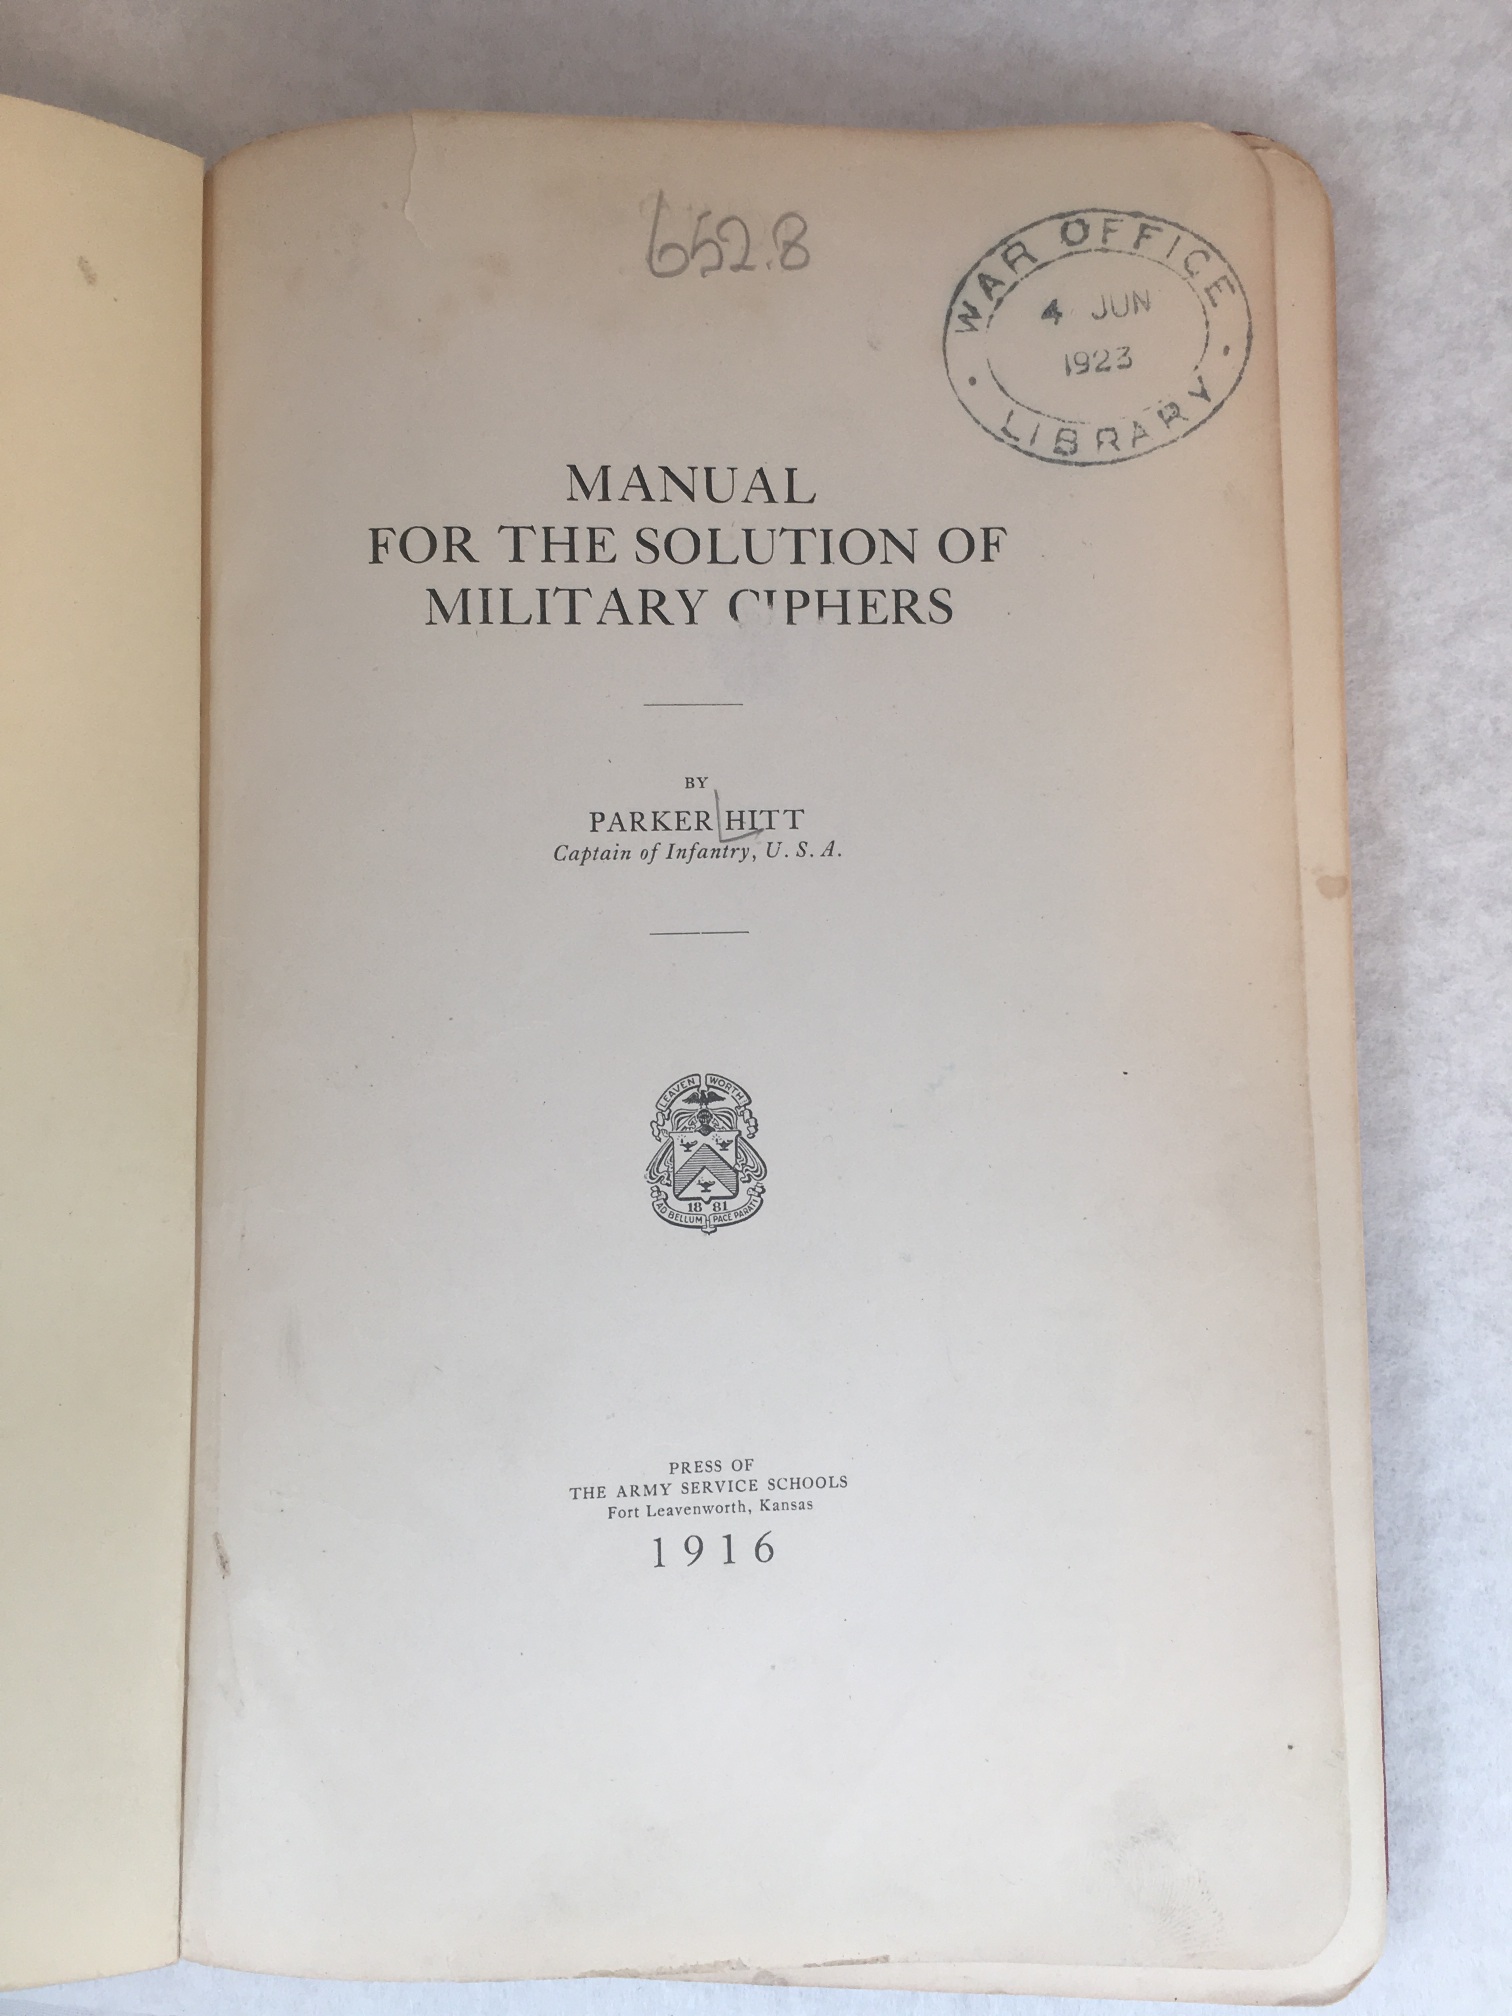 652.8
WAR OFFICE
4 JUN
1923
LIBRARY
MANUAL
FOR THE SOLUTION OF
MILITARY CIPHERS
BY
PARKER HITT
Captain of Infantry, U. S. A.
LEAVEN WORTH
18 81
AD BELLUM PACE PARATI
PRESS OF
THE ARMY SERVICE SCHOOLS
Fort Leavenworth, Kansas
1916